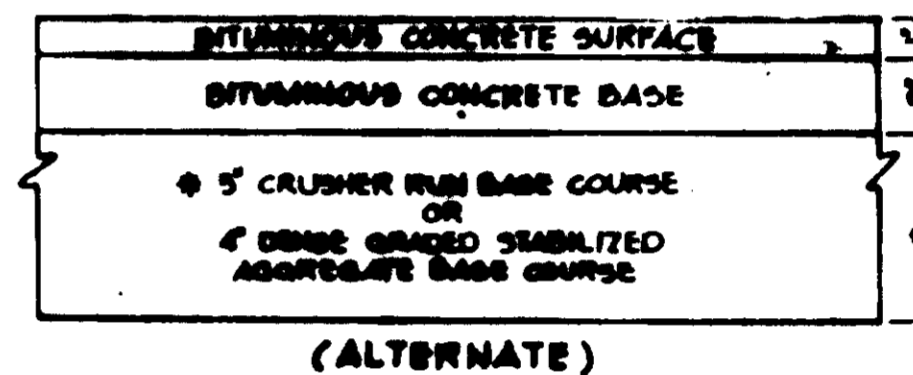 BITUMINOUS CONCRETE SURFACE
BITUMINOUS CONCRETE BASE
* 5" CRUSHER RUN BASE COURSE
OR
4" DENSE GRADED STABILIZED
AGGREGATE BASE COURSE
(ALTERNATE)